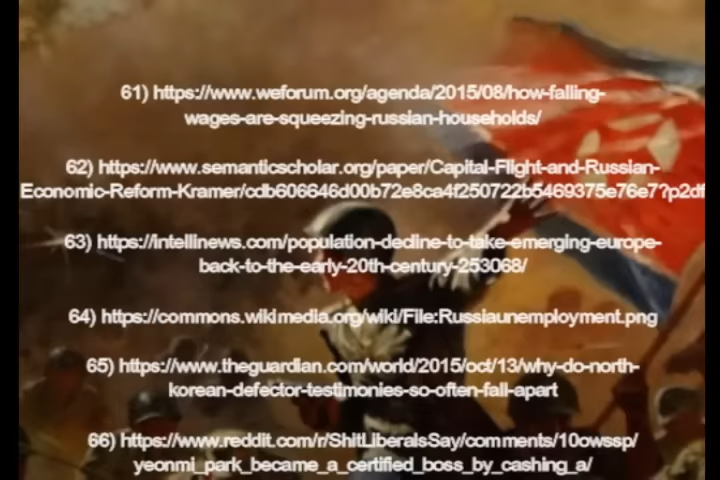 61) https://www.weforum.org/agenda/2015/08/how-falling-
wages-are-squeezing-russian-households/
62) https://www.semanticscholar.org/paper/Capital-Flight-and-Russian-
Economic-Reform-Kramer/cdb606646d00b72e8ca4f250722b5469375e76e7?p2df
63) https://intellinews.com/population-decline-to-take-emerging-europe-
back-to-the-early-20th-century-253068/
64) https://commons.wikimedia.org/wiki/File:Russiaunemployment.png
65) https://www.theguardian.com/world/2015/oct/13/why-do-north-
korean-defector-testimonies-so-often-fall-apart
66) https://www.reddit.com/r/ShitLiberalsSay/comments/10owssp/
yeonmi_park_became_a_certified_boss_by_cashing_a/